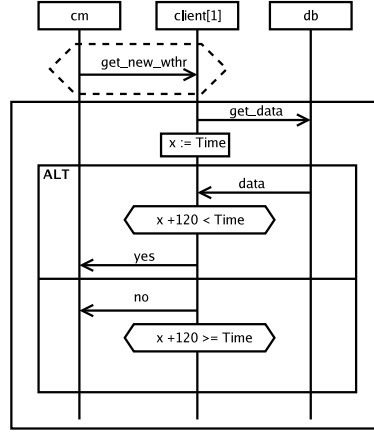 cm
client[1]
db
get_new_wthr
get_data
x := Time
ALT
data
x +120 < Time
yes
no
x +120 >= Time